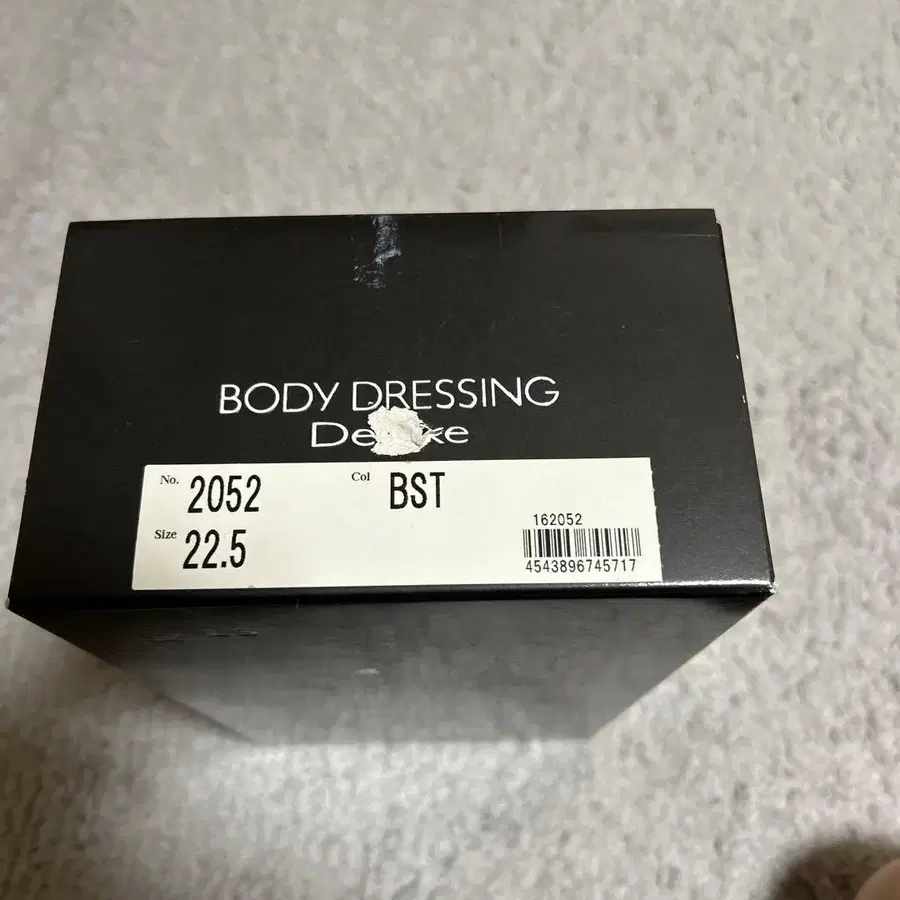 BODY DRESSING
No. 2052 Col BST
Size 22.5
162052
4543896745717